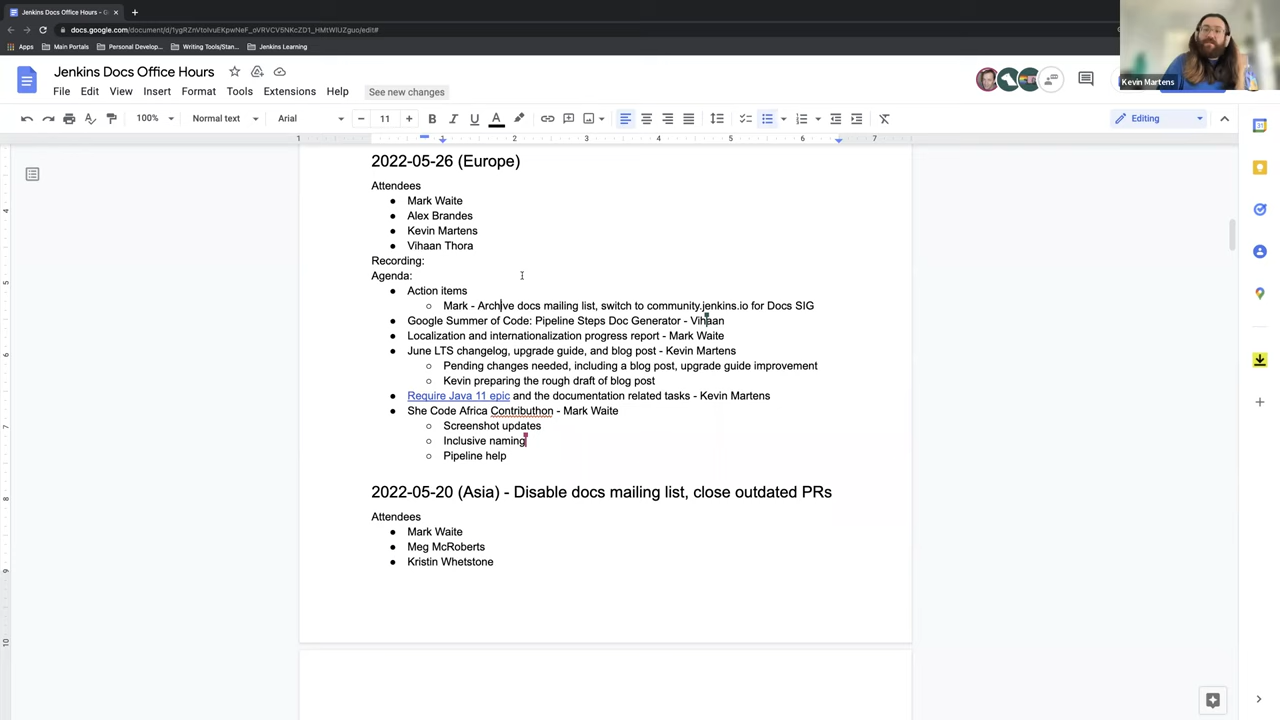 Jenkins Docs Office Hours - G
docs.google.com/document/d/1ygRZnVtoIvuEKpwNeF_oVRVCV5NKcZD1_HMtWIUZguo/edit#
Apps Main Portals Personal Develop... Writing Tools/Stan... Jenkins Learning
Kevin Martens
Jenkins Docs Office Hours
File Edit View Insert Format Tools Extensions Help See new changes
100% Normal text Arial 11 Editing
1 2 3 4 5 6 7
2022-05-26 (Europe)
Attendees
● Mark Waite
● Alex Brandes
● Kevin Martens
● Vihaan Thora
Recording:
Agenda:
● Action items
○ Mark - Archive docs mailing list, switch to community.jenkins.io for Docs SIG
● Google Summer of Code: Pipeline Steps Doc Generator - Vihaan
● Localization and internationalization progress report - Mark Waite
● June LTS changelog, upgrade guide, and blog post - Kevin Martens
○ Pending changes needed, including a blog post, upgrade guide improvement
○ Kevin preparing the rough draft of blog post
● Require Java 11 epic and the documentation related tasks - Kevin Martens
● She Code Africa Contributhon - Mark Waite
○ Screenshot updates
○ Inclusive naming
○ Pipeline help
2022-05-20 (Asia) - Disable docs mailing list, close outdated PRs
Attendees
● Mark Waite
● Meg McRoberts
● Kristin Whetstone